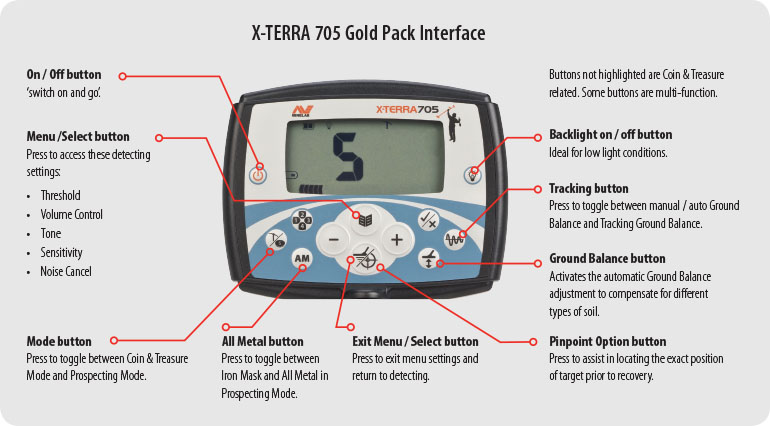 X-TERRA 705 Gold Pack Interface
On / Off button
‘switch on and go’.
Menu /Select button
Press to access these detecting
settings:
• Threshold
• Volume Control
• Tone
• Sensitivity
• Noise Cancel
Mode button
Press to toggle between Coin & Treasure
Mode and Prospecting Mode.
MINELAB
X-TERRA 705
5
1
2
3
4
AM
All Metal button
Press to toggle between
Iron Mask and All Metal in
Prospecting Mode.
Exit Menu / Select button
Press to exit menu settings and
return to detecting.
Buttons not highlighted are Coin & Treasure
related. Some buttons are multi-function.
Backlight on / off button
Ideal for low light conditions.
Tracking button
Press to toggle between manual / auto Ground
Balance and Tracking Ground Balance.
Ground Balance button
Activates the automatic Ground Balance
adjustment to compensate for different
types of soil.
Pinpoint Option button
Press to assist in locating the exact position
of target prior to recovery.